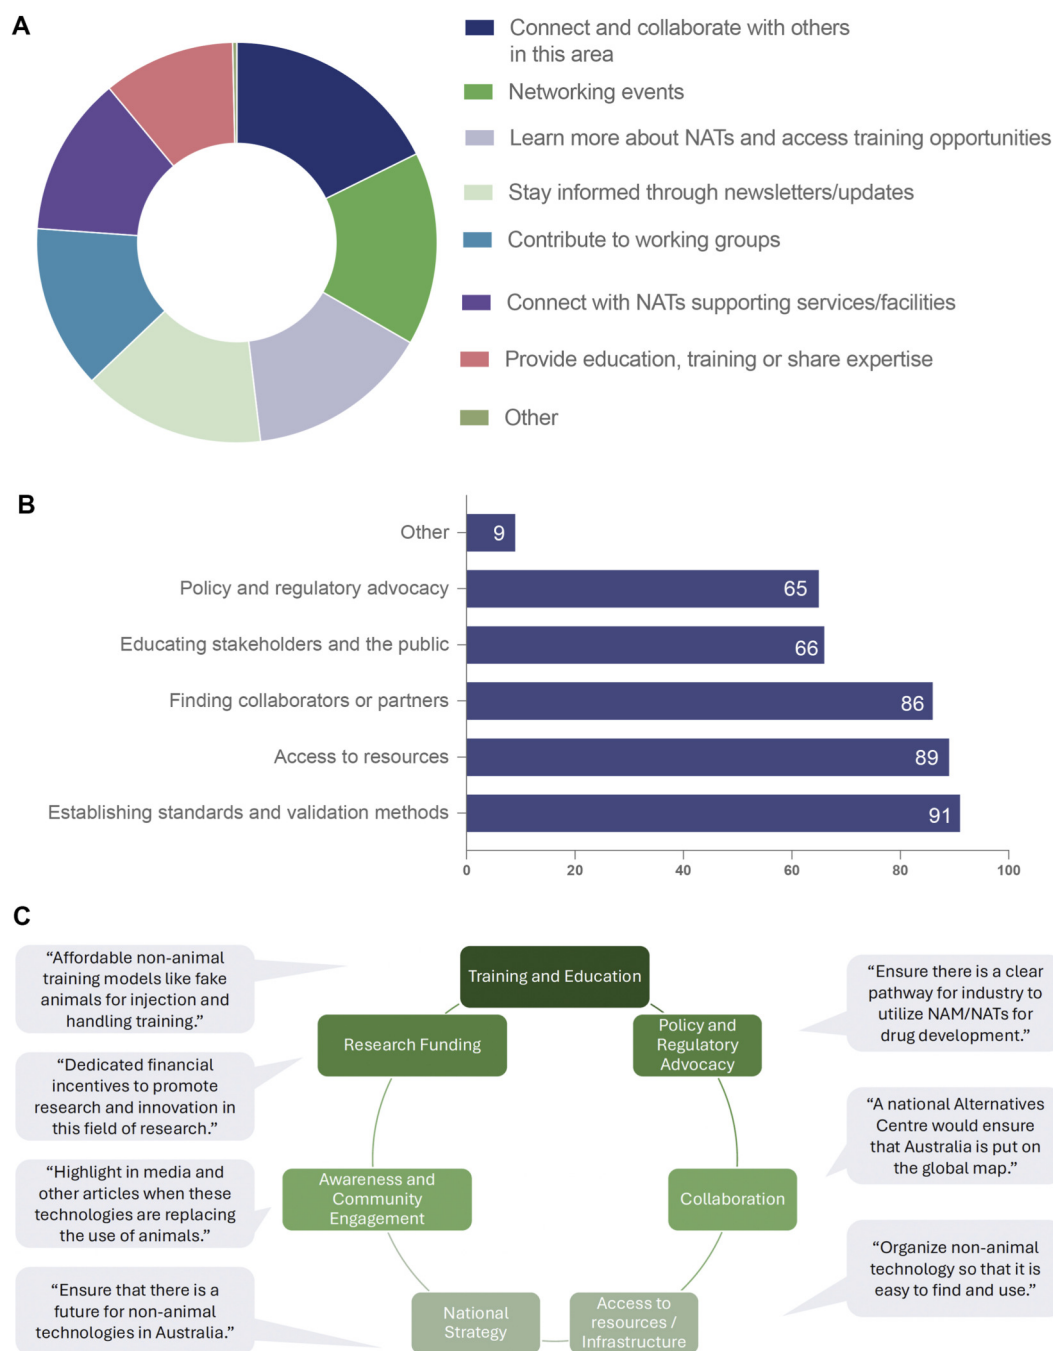 A
Connect and collaborate with others
in this area
Networking events
Learn more about NATs and access training opportunities
Stay informed through newsletters/updates
Contribute to working groups
Connect with NATs supporting services/facilities
Provide education, training or share expertise
Other
B
Other
9
Policy and regulatory advocacy
65
Educating stakeholders and the public
66
Finding collaborators or partners
86
Access to resources
89
Establishing standards and validation methods
91
0 20 40 60 80 100
C
“Affordable non-animal
training models like fake
animals for injection and
handling training.”
“Dedicated financial
incentives to promote
research and innovation in
this field of research.”
“Highlight in media and
other articles when these
technologies are replacing
the use of animals.”
“Ensure that there is a
future for non-animal
technologies in Australia.”
Training and Education
Research Funding
Policy and
Regulatory
Advocacy
Awareness and
Community
Engagement
Collaboration
National
Strategy
Access to
resources /
Infrastructure
“Ensure there is a clear
pathway for industry to
utilize NAM/NATs for
drug development.”
“A national Alternatives
Centre would ensure
that Australia is put on
the global map.”
“Organize non-animal
technology so that it is
easy to find and use.”